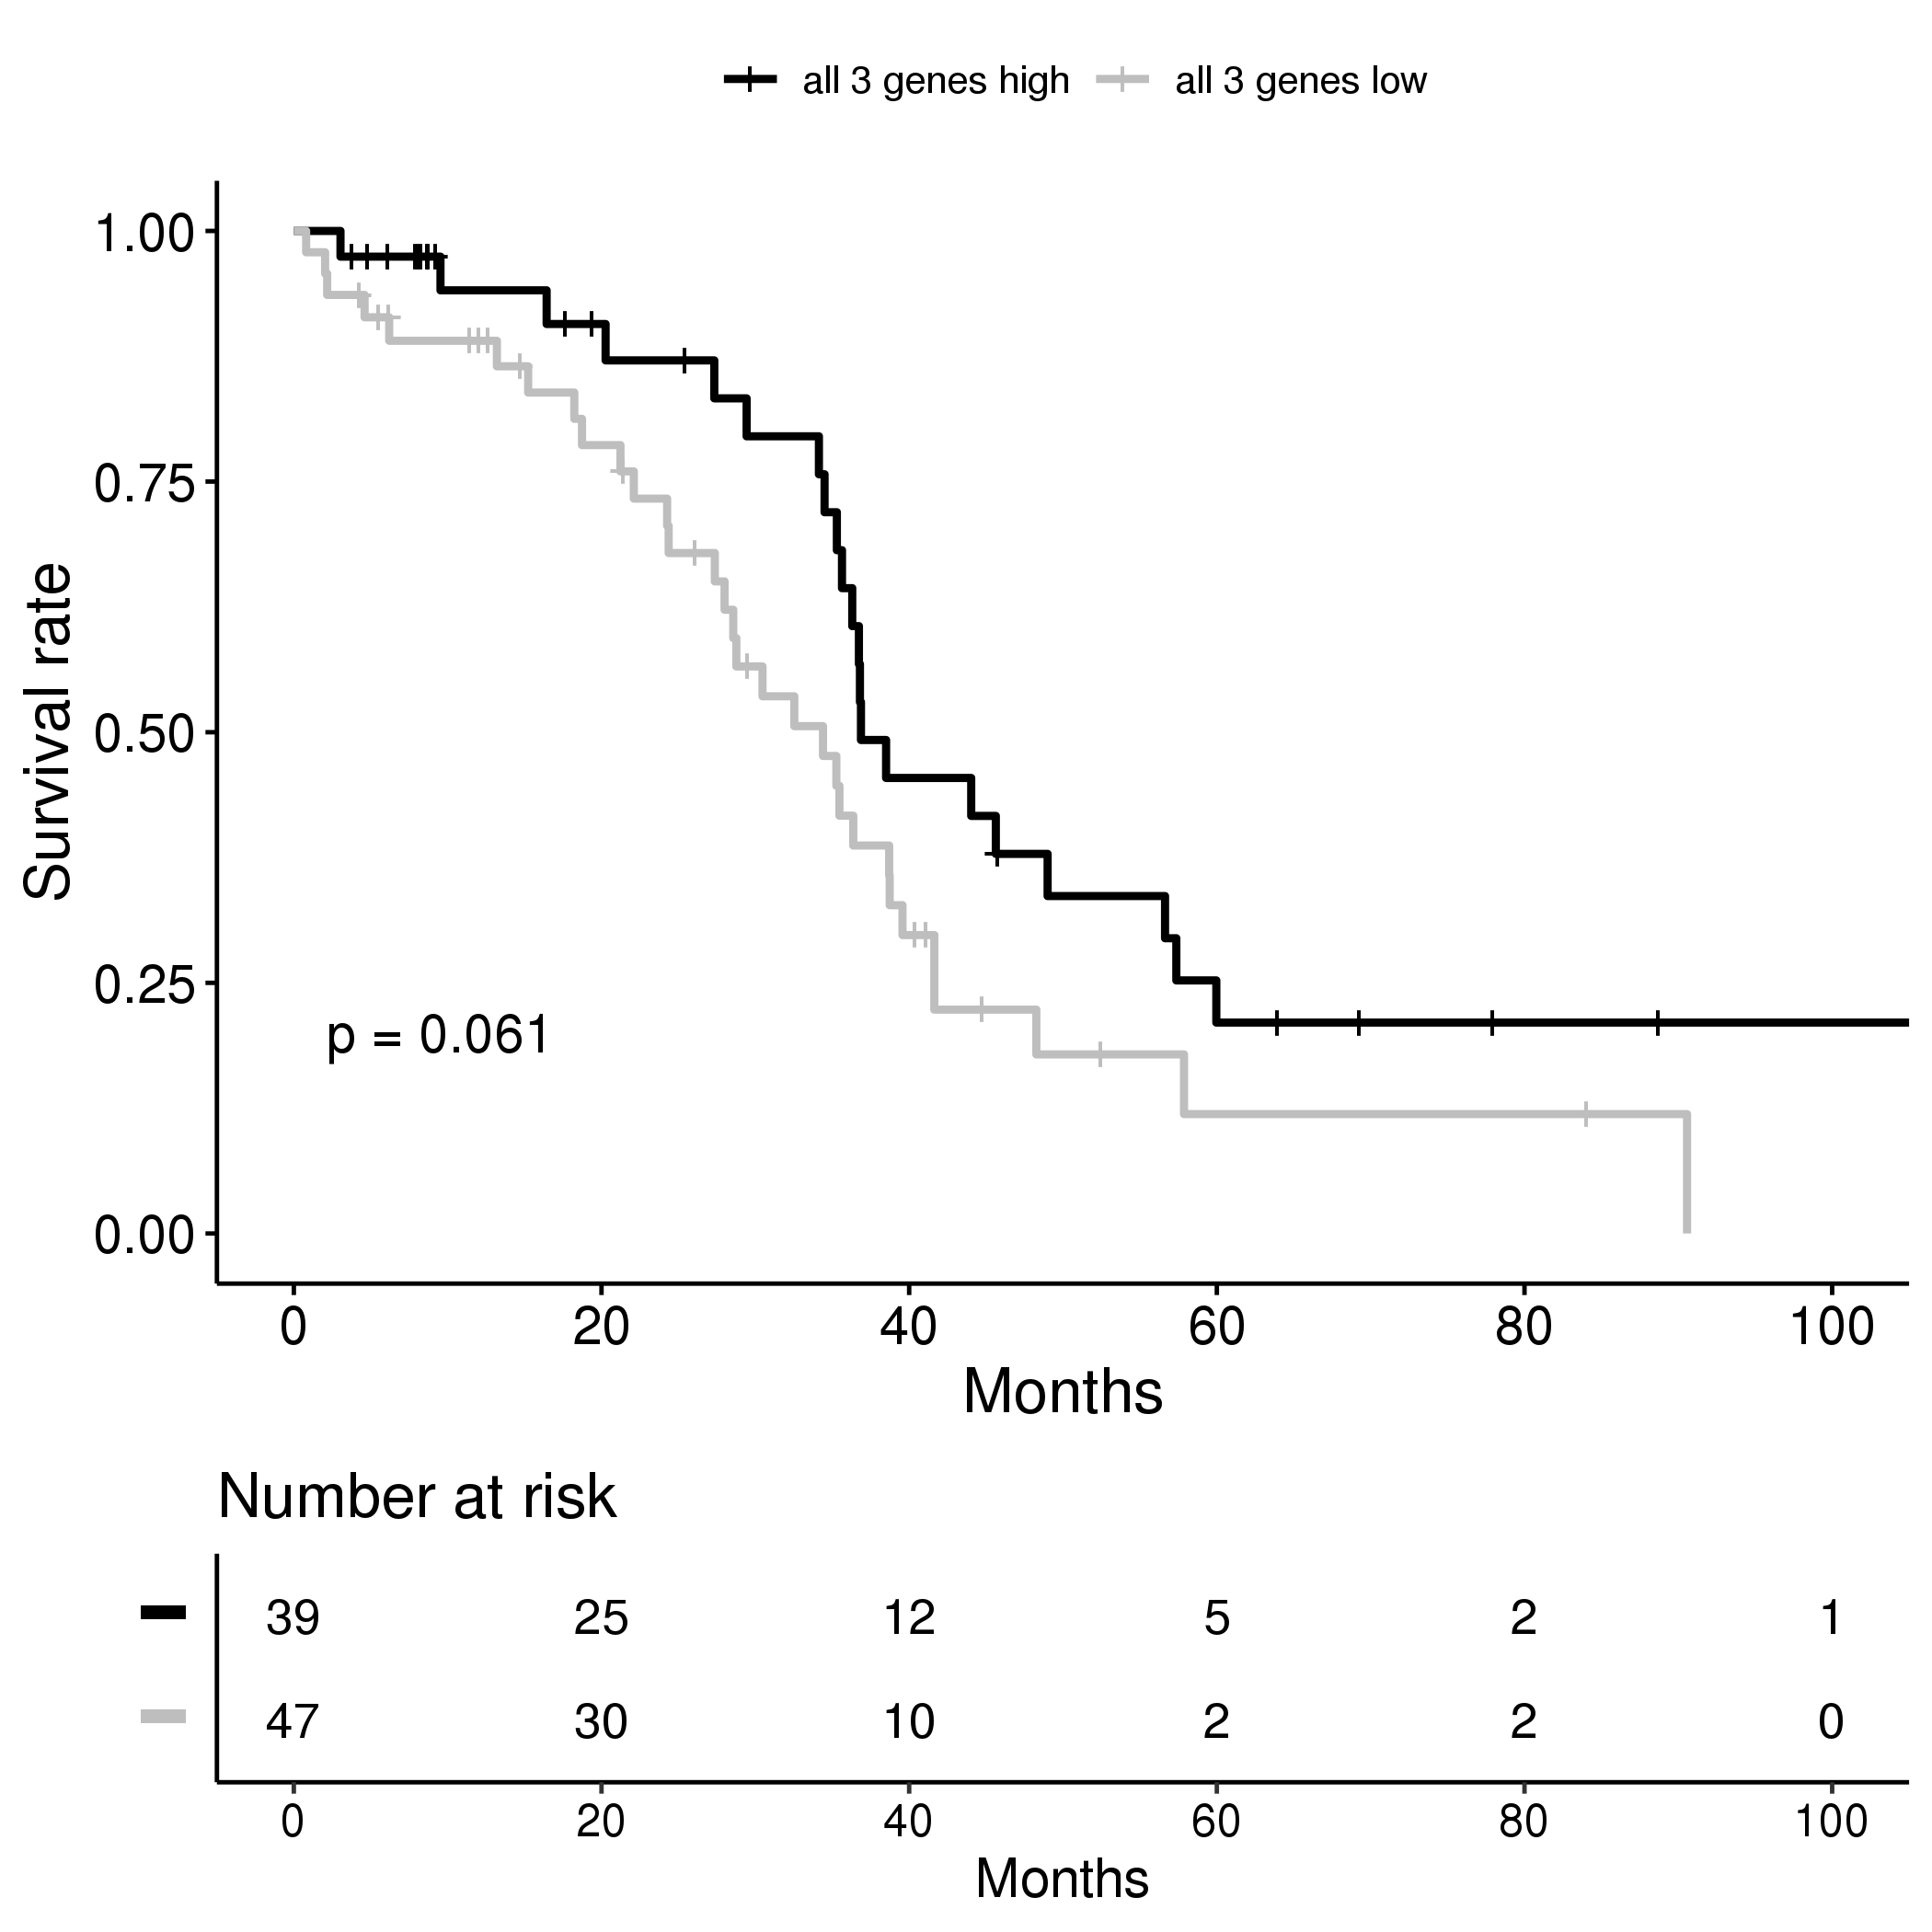 all 3 genes high all 3 genes low
1.00
0.75
0.50
0.25
0.00
Survival rate
p = 0.061
0 20 40 60 80 100
Months
Number at risk
39 25 12 5 2 1
47 30 10 2 2 0
0 20 40 60 80 100
Months